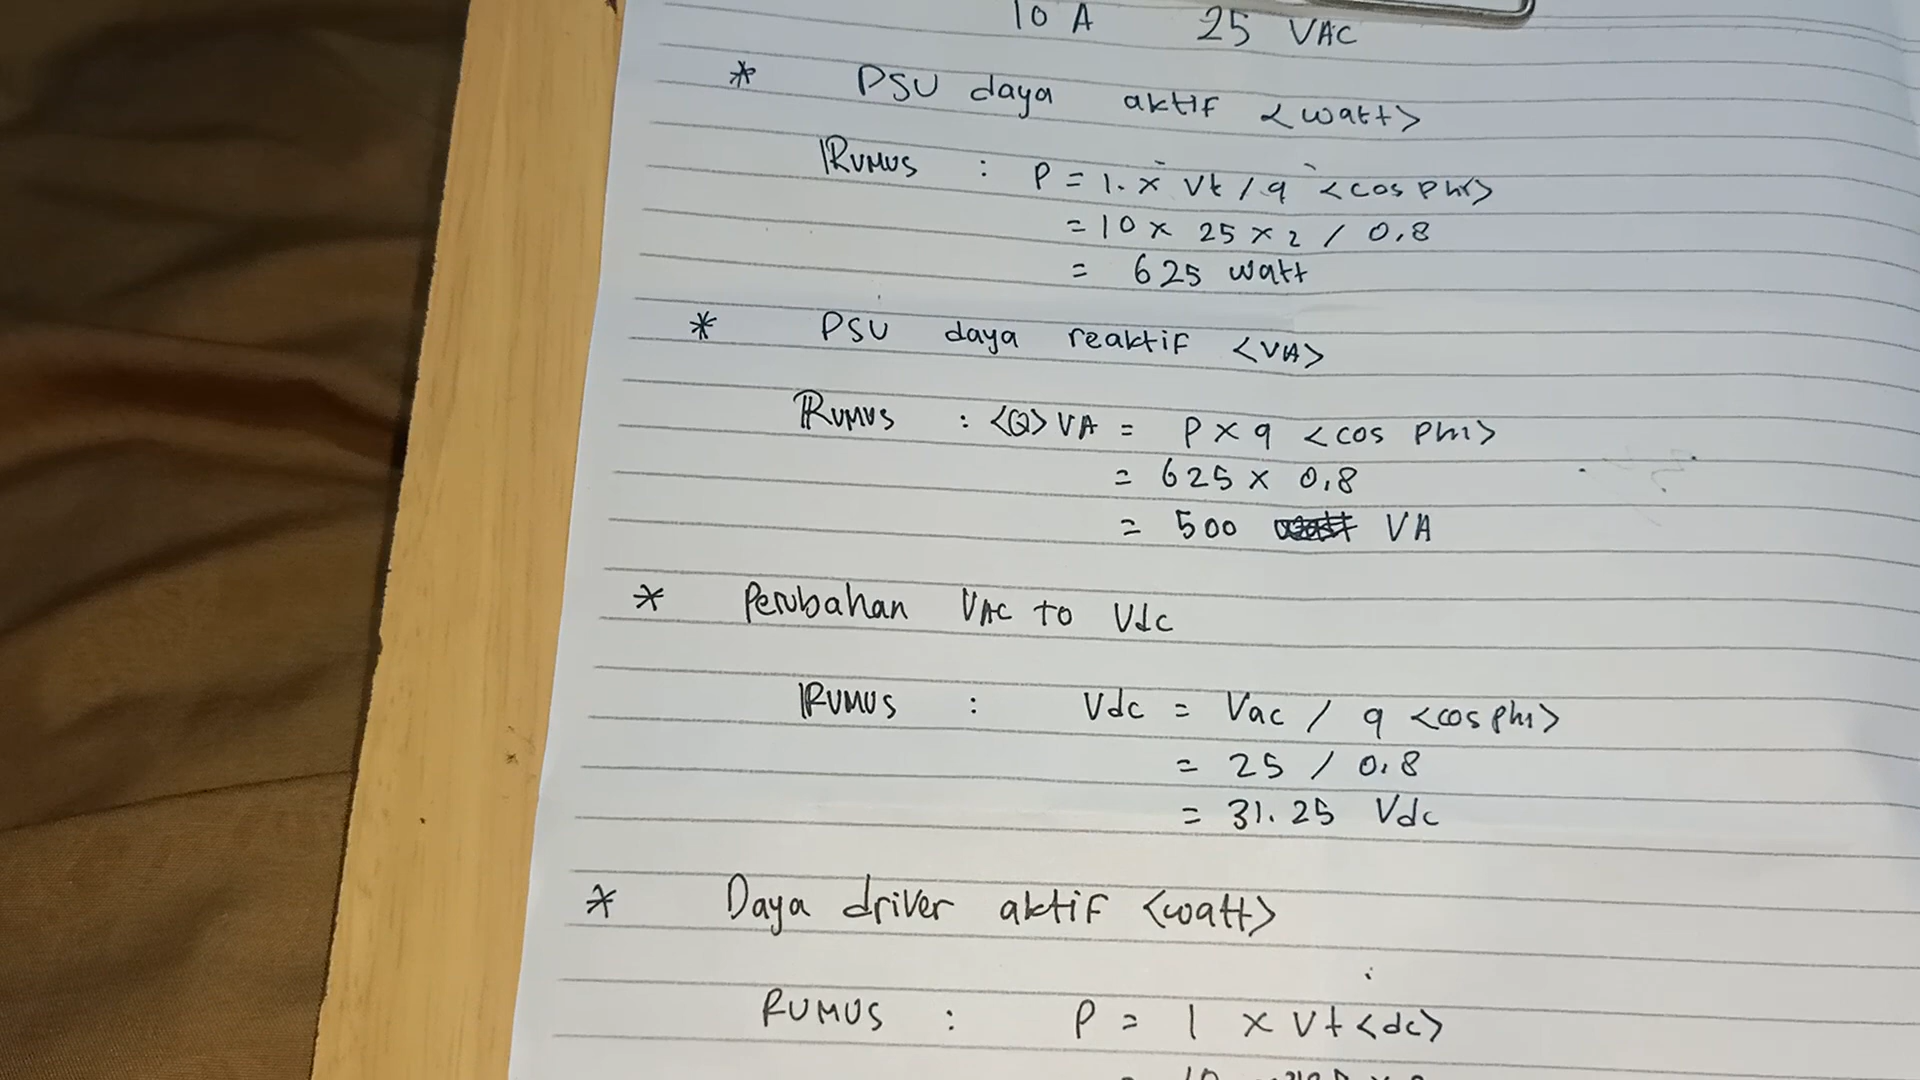 10 A 25 VAC
* PSU daya aktif <watt>
RUMUS : P = 1. x Vt / q <cos phi>
= 10 x 25 x 2 / 0,8
= 625 watt
* PSU daya reaktif <VA>
RUMUS : <Q> VA = P x q <cos phi>
= 625 x 0,8
= 500 VA
* Perubahan VAC to Vdc
RUMUS : Vdc = Vac / q <cos phi>
= 25 / 0.8
= 31.25 Vdc
* Daya driver aktif <watt>
RUMUS : P = 1 x Vt <dc>